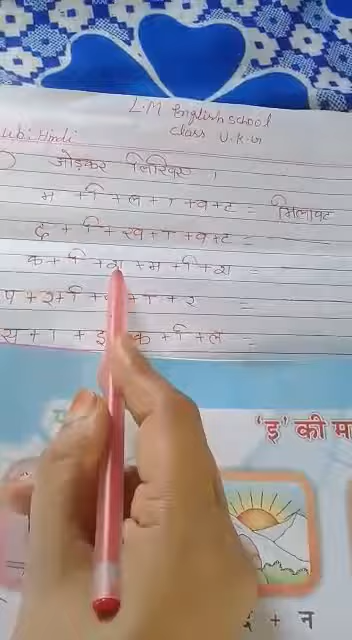 L.M English school
Sub:- Hindi class U.K.G
जोड़कर लिखिए ।
म + ि + ल + ा + व + ट = मिलावट
द + ि + ख + ा + व + ट =
क + ि + श + म + ि + श =
प + र + ि + + ा + र
स + ा + इ + क + ि + ल =
'इ' की
+ न